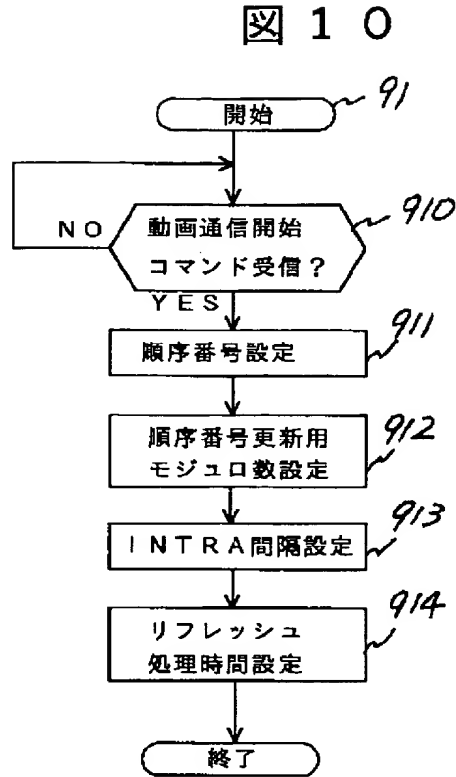 図１０
開始
91
動画通信開始
コマンド受信？
910
ＮＯ
ＹＥＳ
順序番号設定
911
順序番号更新用
モジュロ数設定
912
ＩＮＴＲＡ間隔設定
913
リフレッシュ
処理時間設定
914
終了